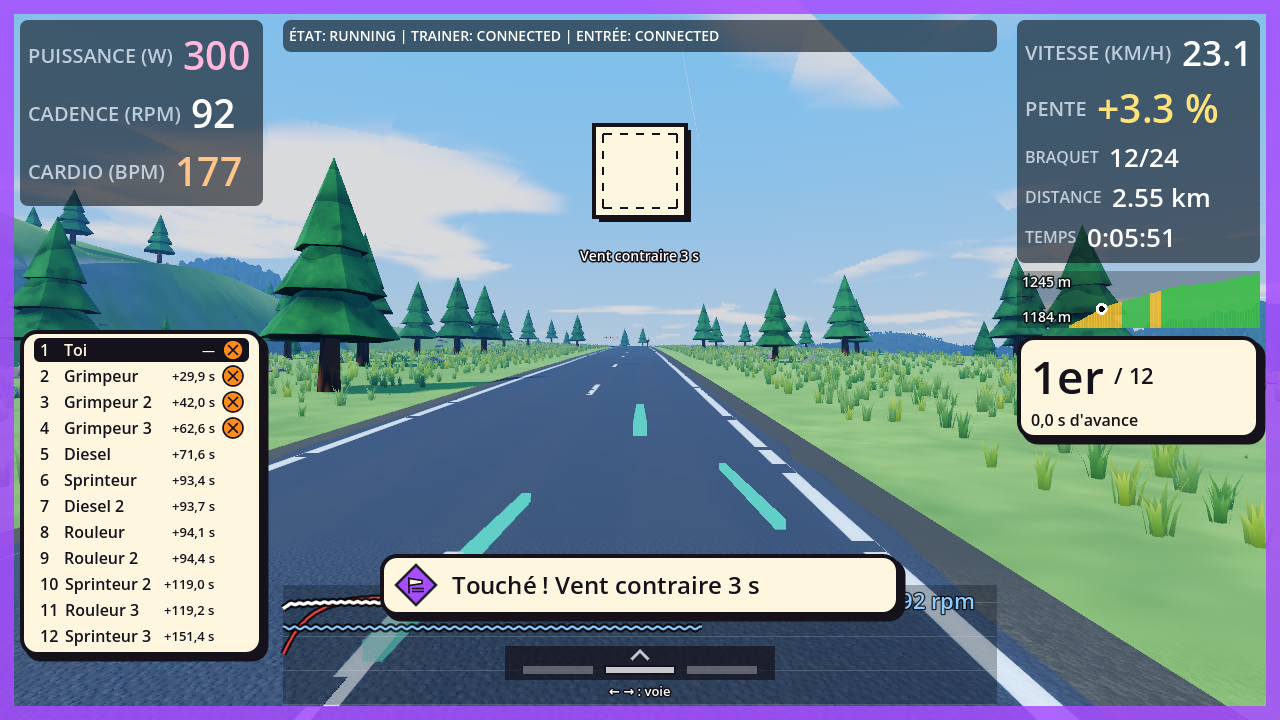 PUISSANCE (W) 300
CADENCE (RPM) 92
CARDIO (BPM) 177
ÉTAT: RUNNING | TRAINER: CONNECTED | ENTRÉE: CONNECTED
VITESSE (KM/H) 23.1
PENTE +3.3 %
BRAQUET 12/24
DISTANCE 2.55 km
TEMPS 0:05:51
1245 m
1184 m
Vent contraire 3 s
1er / 12
0,0 s d'avance
1 Toi —
2 Grimpeur +29,9 s
3 Grimpeur 2 +42,0 s
4 Grimpeur 3 +62,6 s
5 Diesel +71,6 s
6 Sprinteur +93,4 s
7 Diesel 2 +93,7 s
8 Rouleur +94,1 s
9 Rouleur 2 +94,4 s
10 Sprinteur 2 +119,0 s
11 Rouleur 3 +119,2 s
12 Sprinteur 3 +151,4 s
Touché ! Vent contraire 3 s
92 rpm
← → : voie